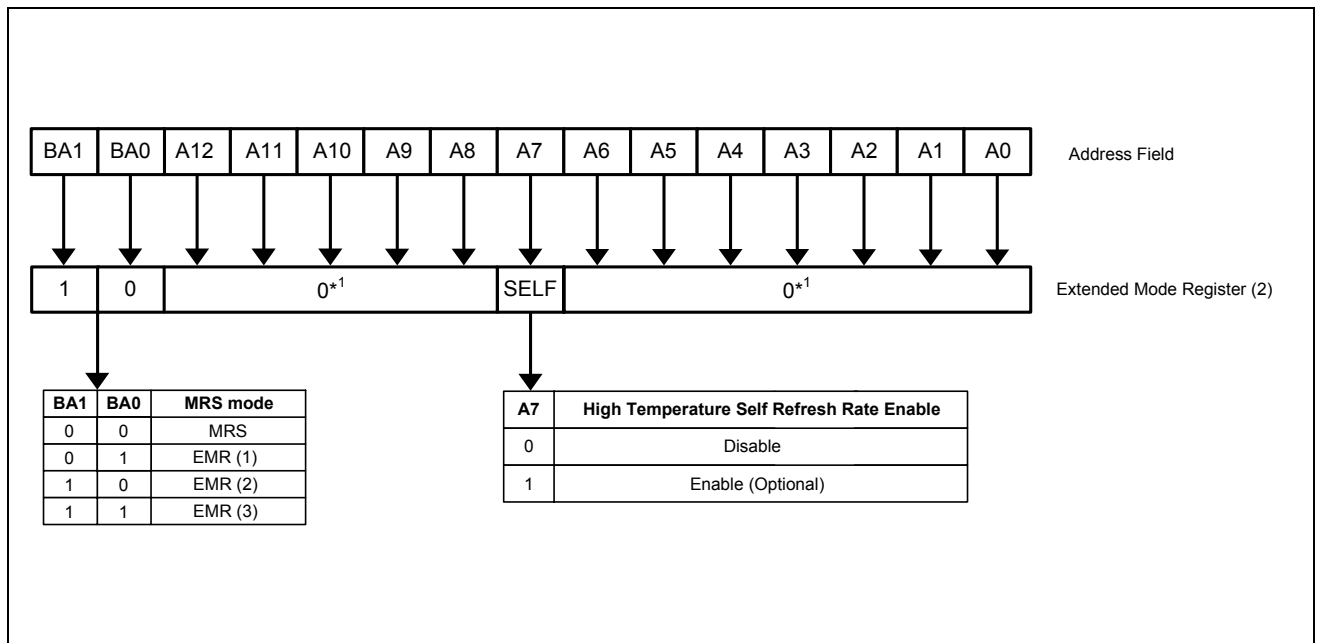 BA1 BA0 A12 A11 A10 A9 A8 A7 A6 A5 A4 A3 A2 A1 A0 Address Field
1 0 0*1 SELF 0*1 Extended Mode Register (2)
BA1 BA0 MRS mode
0 0 MRS
0 1 EMR (1)
1 0 EMR (2)
1 1 EMR (3)
A7 High Temperature Self Refresh Rate Enable
0 Disable
1 Enable (Optional)